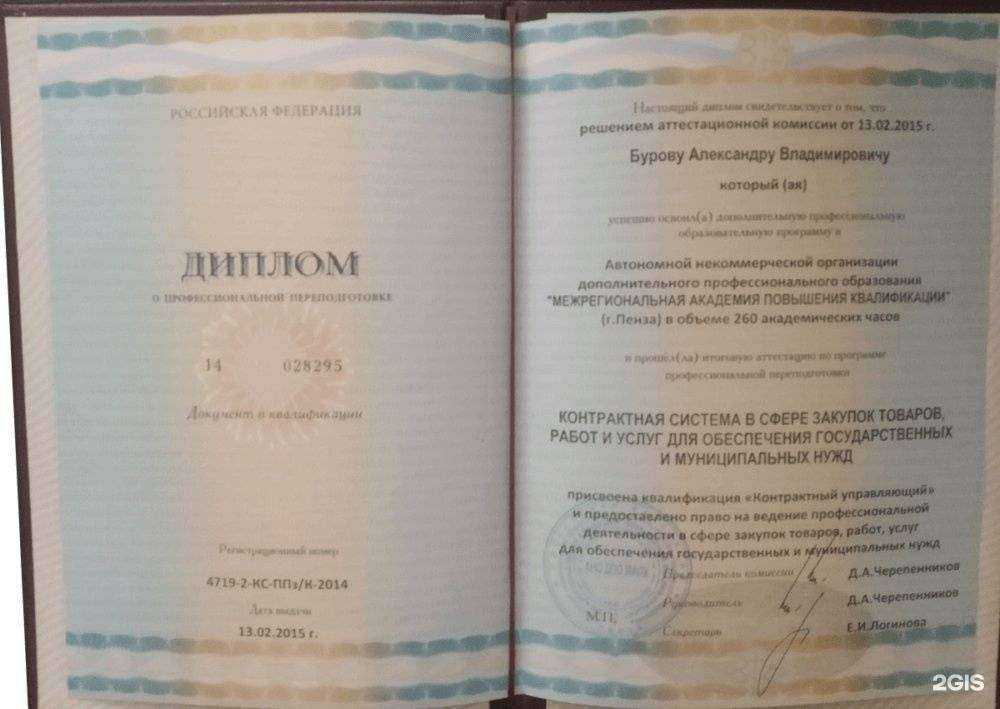 РОССИЙСКАЯ ФЕДЕРАЦИЯ
ДИПЛОМ
О ПРОФЕССИОНАЛЬНОЙ ПЕРЕПОДГОТОВКЕ
14 028295
Документ о квалификации
Регистрационный номер
4719-2-КС-ППз/К-2014
Дата выдачи
13.02.2015 г.
Настоящий диплом свидетельствует о том, что
решением аттестационной комиссии от 13.02.2015 г.
Бурову Александру Владимировичу
который (ая)
успешно освоил(а) дополнительную профессиональную
образовательную программу в
Автономной некоммерческой организации
дополнительного профессионального образования
"МЕЖРЕГИОНАЛЬНАЯ АКАДЕМИЯ ПОВЫШЕНИЯ КВАЛИФИКАЦИИ"
(г.Пенза) в объеме 260 академических часов
и прошел(ла) итоговую аттестацию по программе
профессиональной переподготовки
КОНТРАКТНАЯ СИСТЕМА В СФЕРЕ ЗАКУПОК ТОВАРОВ,
РАБОТ И УСЛУГ ДЛЯ ОБЕСПЕЧЕНИЯ ГОСУДАРСТВЕННЫХ
И МУНИЦИПАЛЬНЫХ НУЖД
присвоена квалификация «Контрактный управляющий»
и предоставлено право на ведение профессиональной
деятельности в сфере закупок товаров, работ, услуг
для обеспечения государственных и муниципальных нужд
Председатель комиссии Д.А.Черепенников
Руководитель Д.А.Черепенников
М.П.
Секретарь Е.И.Логинова
2GIS